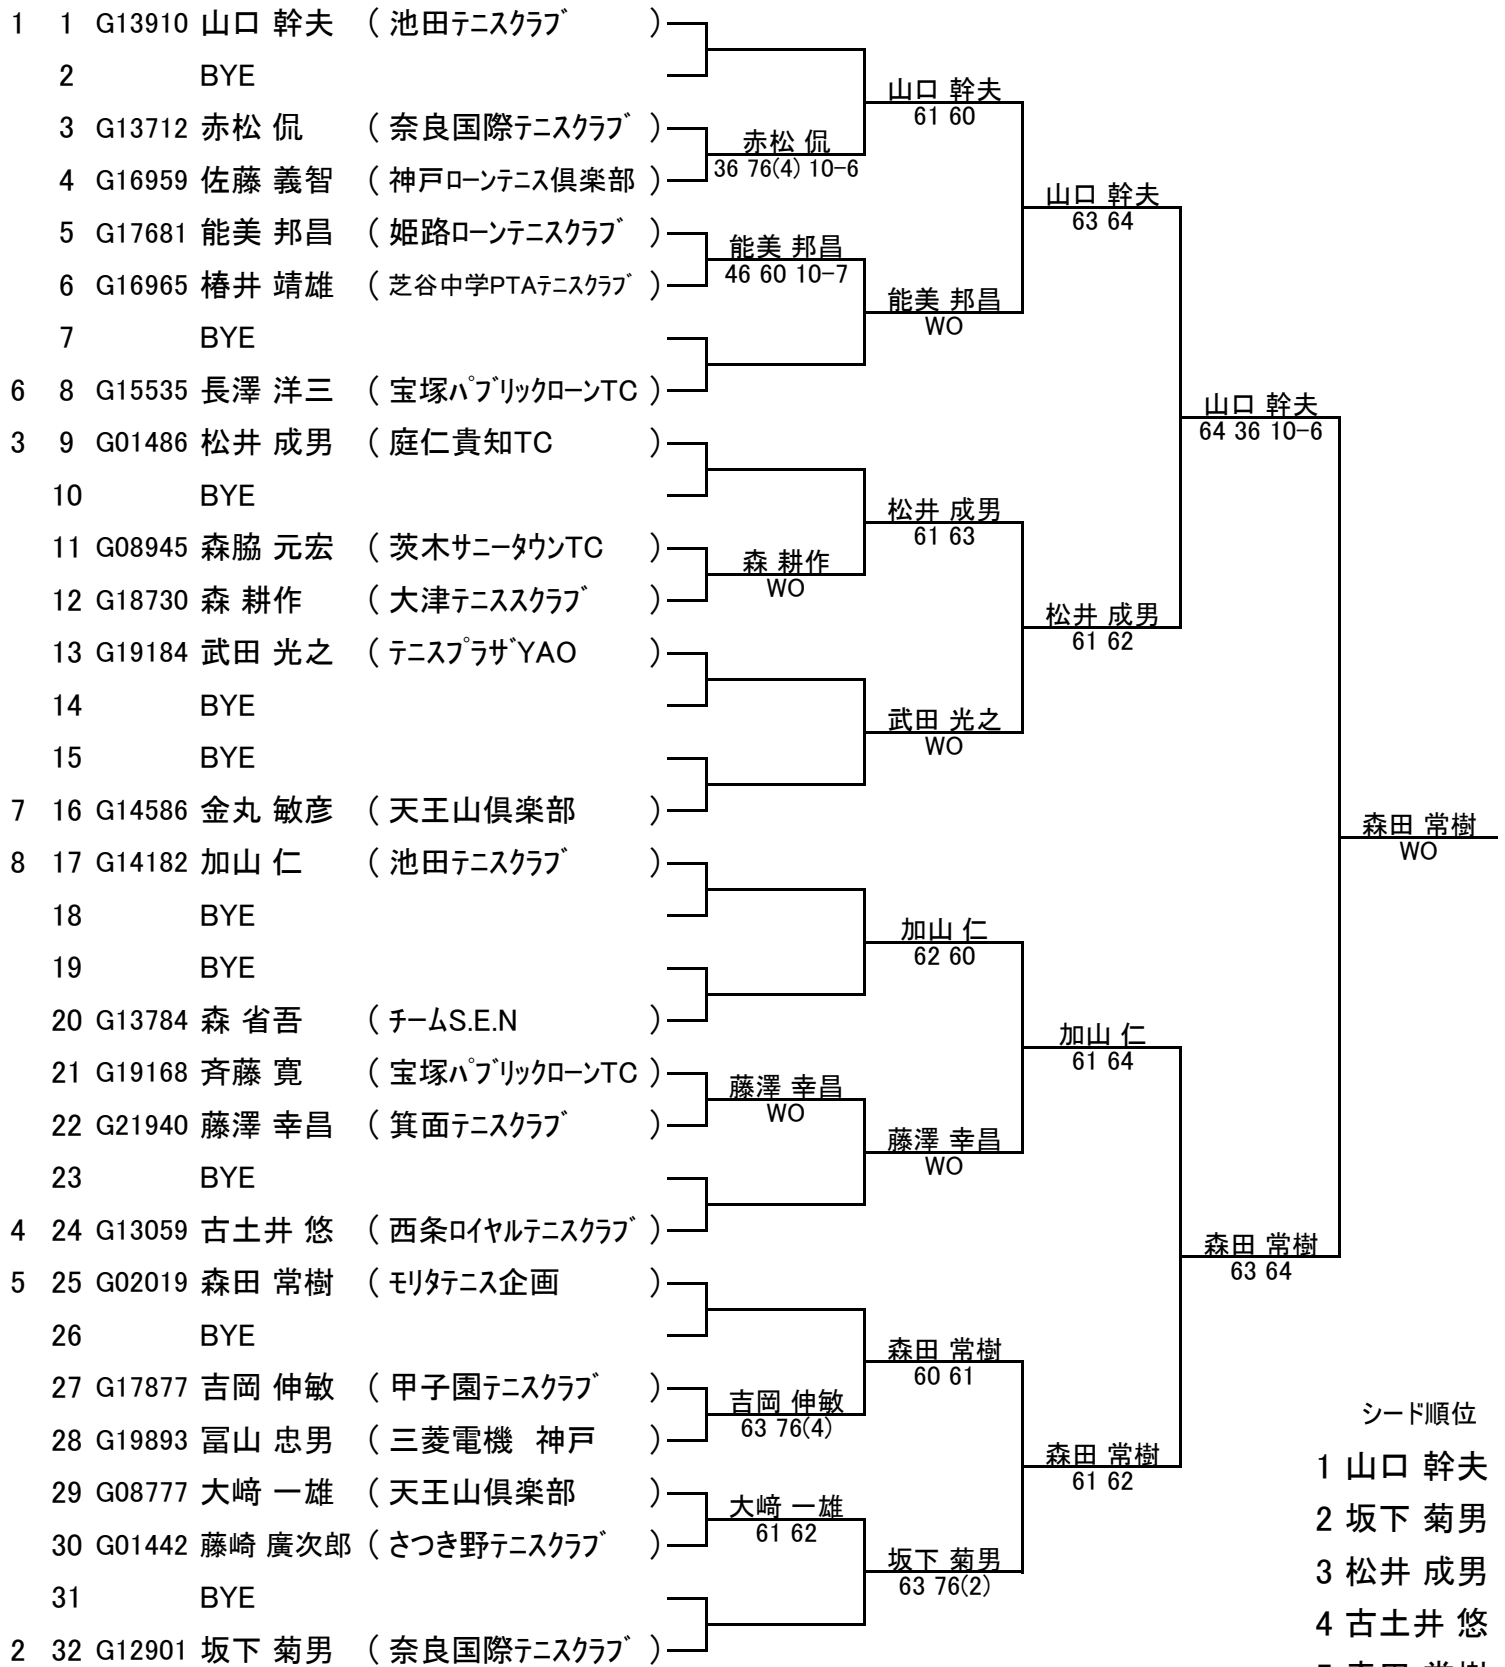 1 1 G13910 山口 幹夫 ( 池田テニスクラブ )
2 BYE
3 G13712 赤松 侃 ( 奈良国際テニスクラブ )
4 G16959 佐藤 義智 ( 神戸ローンテニス倶楽部 )
5 G17681 能美 邦昌 ( 姫路ローンテニスクラブ )
6 G16965 椿井 靖雄 ( 芝谷中学PTAテニスクラブ )
7 BYE
6 8 G15535 長澤 洋三 ( 宝塚パブリックローンTC )
3 9 G01486 松井 成男 ( 庭仁貴知TC )
10 BYE
11 G08945 森脇 元宏 ( 茨木サニータウンTC )
12 G18730 森 耕作 ( 大津テニススクラブ )
13 G19184 武田 光之 ( テニスプラザYAO )
14 BYE
15 BYE
7 16 G14586 金丸 敏彦 ( 天王山倶楽部 )
8 17 G14182 加山 仁 ( 池田テニスクラブ )
18 BYE
19 BYE
20 G13784 森 省吾 ( チームS.E.N )
21 G19168 斉藤 寛 ( 宝塚パブリックローンTC )
22 G21940 藤澤 幸昌 ( 箕面テニスクラブ )
23 BYE
4 24 G13059 古土井 悠 ( 西条ロイヤルテニスクラブ )
5 25 G02019 森田 常樹 ( モリタテニス企画 )
26 BYE
27 G17877 吉岡 伸敏 ( 甲子園テニスクラブ )
28 G19893 冨山 忠男 ( 三菱電機 神戸 )
29 G08777 大﨑 一雄 ( 天王山倶楽部 )
30 G01442 藤崎 廣次郎 ( さつき野テニスクラブ )
31 BYE
2 32 G12901 坂下 菊男 ( 奈良国際テニスクラブ )
赤松 侃
36 76(4) 10-6
能美 邦昌
46 60 10-7
森 耕作
WO
藤澤 幸昌
WO
吉岡 伸敏
63 76(4)
大﨑 一雄
61 62
山口 幹夫
61 60
能美 邦昌
WO
松井 成男
61 63
武田 光之
WO
加山 仁
62 60
藤澤 幸昌
WO
森田 常樹
60 61
坂下 菊男
63 76(2)
山口 幹夫
63 64
松井 成男
61 62
加山 仁
61 64
森田 常樹
61 62
山口 幹夫
64 36 10-6
森田 常樹
63 64
森田 常樹
WO
シード順位
1 山口 幹夫
2 坂下 菊男
3 松井 成男
4 古土井 悠